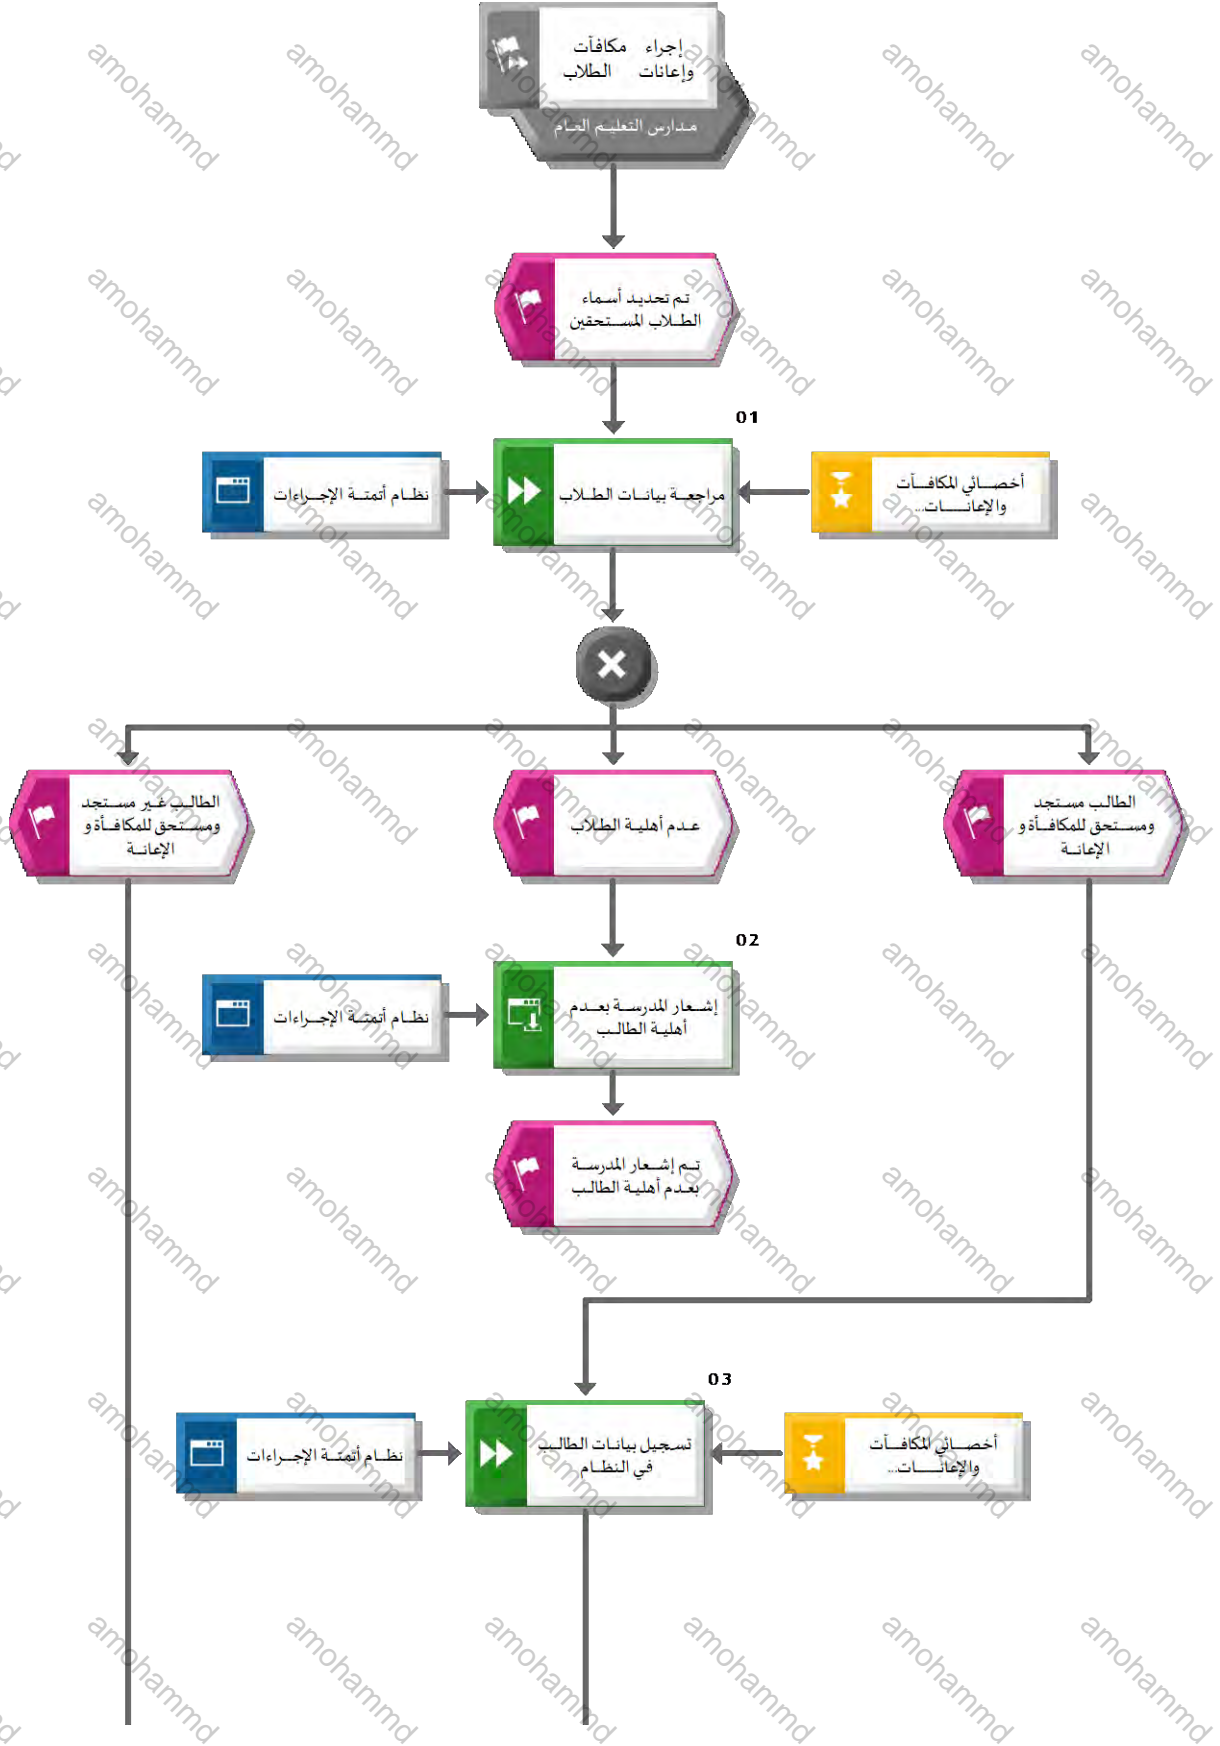 إجراء مكافآت
وإعانات الطلاب
مدارس التعليم العام
تم تحديد أسماء
الطلاب المستحقين
01
أخصائي المكافآت
والإعانات...
مراجعة بيانات الطلاب
نظام أتمتة الإجراءات
الطالب مستجد
ومستحق للمكافأة و
الإعانة
عدم أهلية الطلاب
الطالب غير مستجد
ومستحق للمكافأة و
الإعانة
02
إشعار المدرسة بعدم
أهلية الطالب
نظام أتمتة الإجراءات
تم إشعار المدرسة
بعدم أهلية الطالب
03
أخصائي المكافآت
والإعانات...
تسجيل بيانات الطالب
في النظام
نظام أتمتة الإجراءات
amohammd